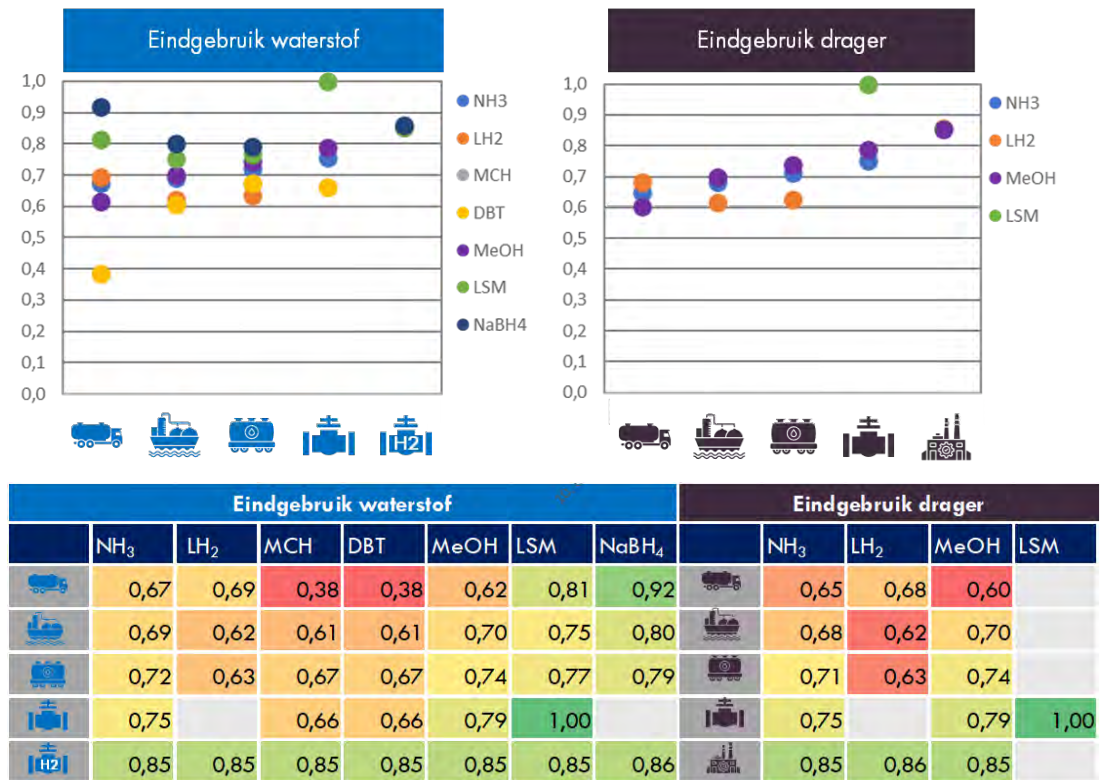 Eindgebruik waterstof
1,0
0,9
0,8
0,7
0,6
0,5
0,4
0,3
0,2
0,1
0,0
NH3
LH2
MCH
DBT
MeOH
LSM
NaBH4
H2
Eindgebruik drager
1,0
0,9
0,8
0,7
0,6
0,5
0,4
0,3
0,2
0,1
0,0
NH3
LH2
MeOH
LSM
Eindgebruik waterstof Eindgebruik drager
NH₃ LH₂ MCH DBT MeOH LSM NaBH₄ NH₃ LH₂ MeOH LSM
0,67 0,69 0,38 0,38 0,62 0,81 0,92 0,65 0,68 0,60
0,69 0,62 0,61 0,61 0,70 0,75 0,80 0,68 0,62 0,70
0,72 0,63 0,67 0,67 0,74 0,77 0,79 0,71 0,63 0,74
0,75 0,66 0,66 0,79 1,00 0,75 0,79 1,00
H2 0,85 0,85 0,85 0,85 0,85 0,85 0,86 0,85 0,86 0,85